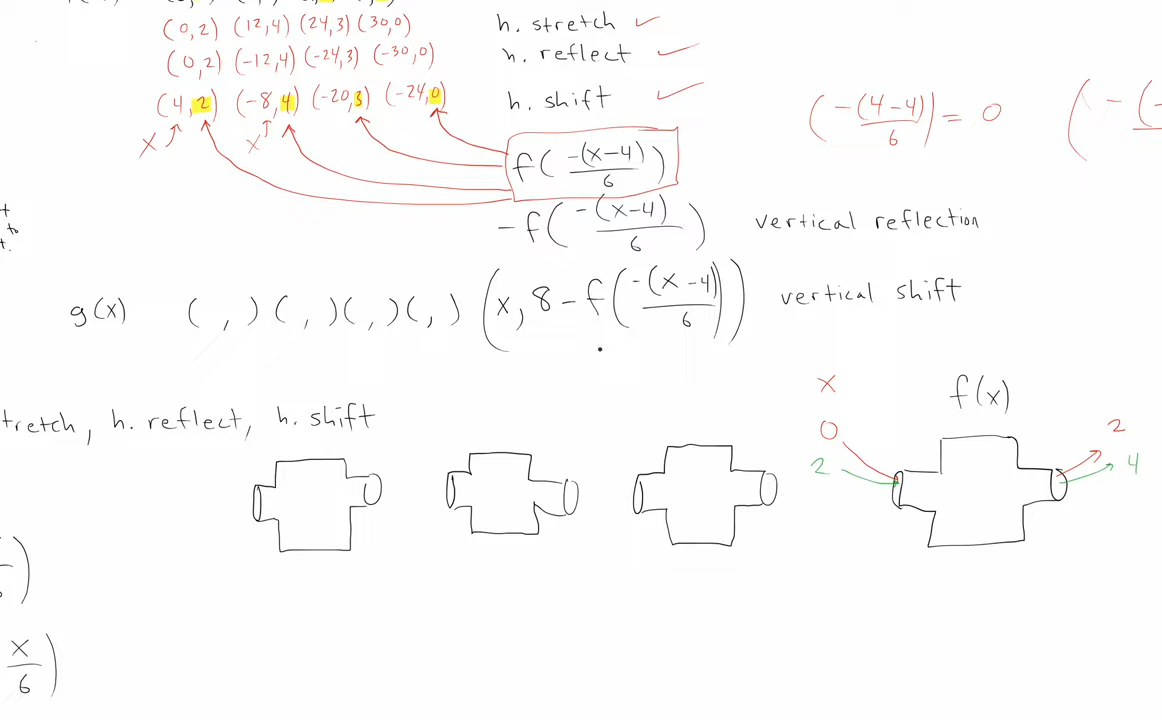 (0,2) (12,4) (24,3) (30,0) h. stretch ✓
(0,2) (-12,4) (-24,3) (-30,0) h. reflect ✓
(4,2) (-8,4) (-20,3) (-24,0) h. shift ✓
(-(4-4)/6) = 0 (-(-
x x
f(-(x-4)/6)
t
to
t.
-f(-(x-4)/6) vertical reflection
g(x) ( , ) ( , ) ( , ) ( , ) (x, 8 - f(-(x-4)/6)) vertical shift
tretch, h. reflect, h. shift
x f(x)
0 2
2 4
)
x/6)